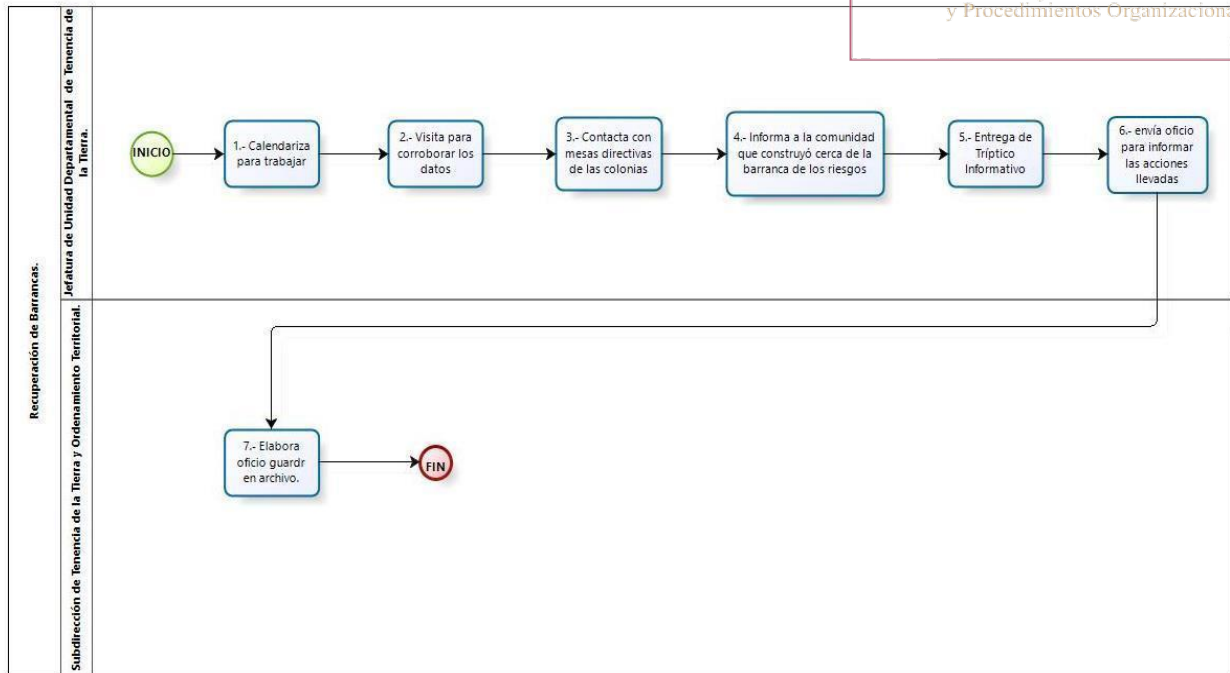 y Procedimientos Organizaciona
Recuperación de Barrancas.
Jefatura de Unidad Departamental de Tenencia de
la Tierra.
INICIO
1.- Calendariza
para trabajar
2.- Visita para
corroborar los
datos
3.- Contacta con
mesas directivas
de las colonias
4.- Informa a la comunidad
que construyó cerca de la
barranca de los riesgos
5.- Entrega de
Tríptico
Informativo
6.- envía oficio
para informar
las acciones
llevadas
Subdirección de Tenencia de la Tierra y Ordenamiento Territorial.
7.- Elabora
oficio guardr
en archivo.
FIN